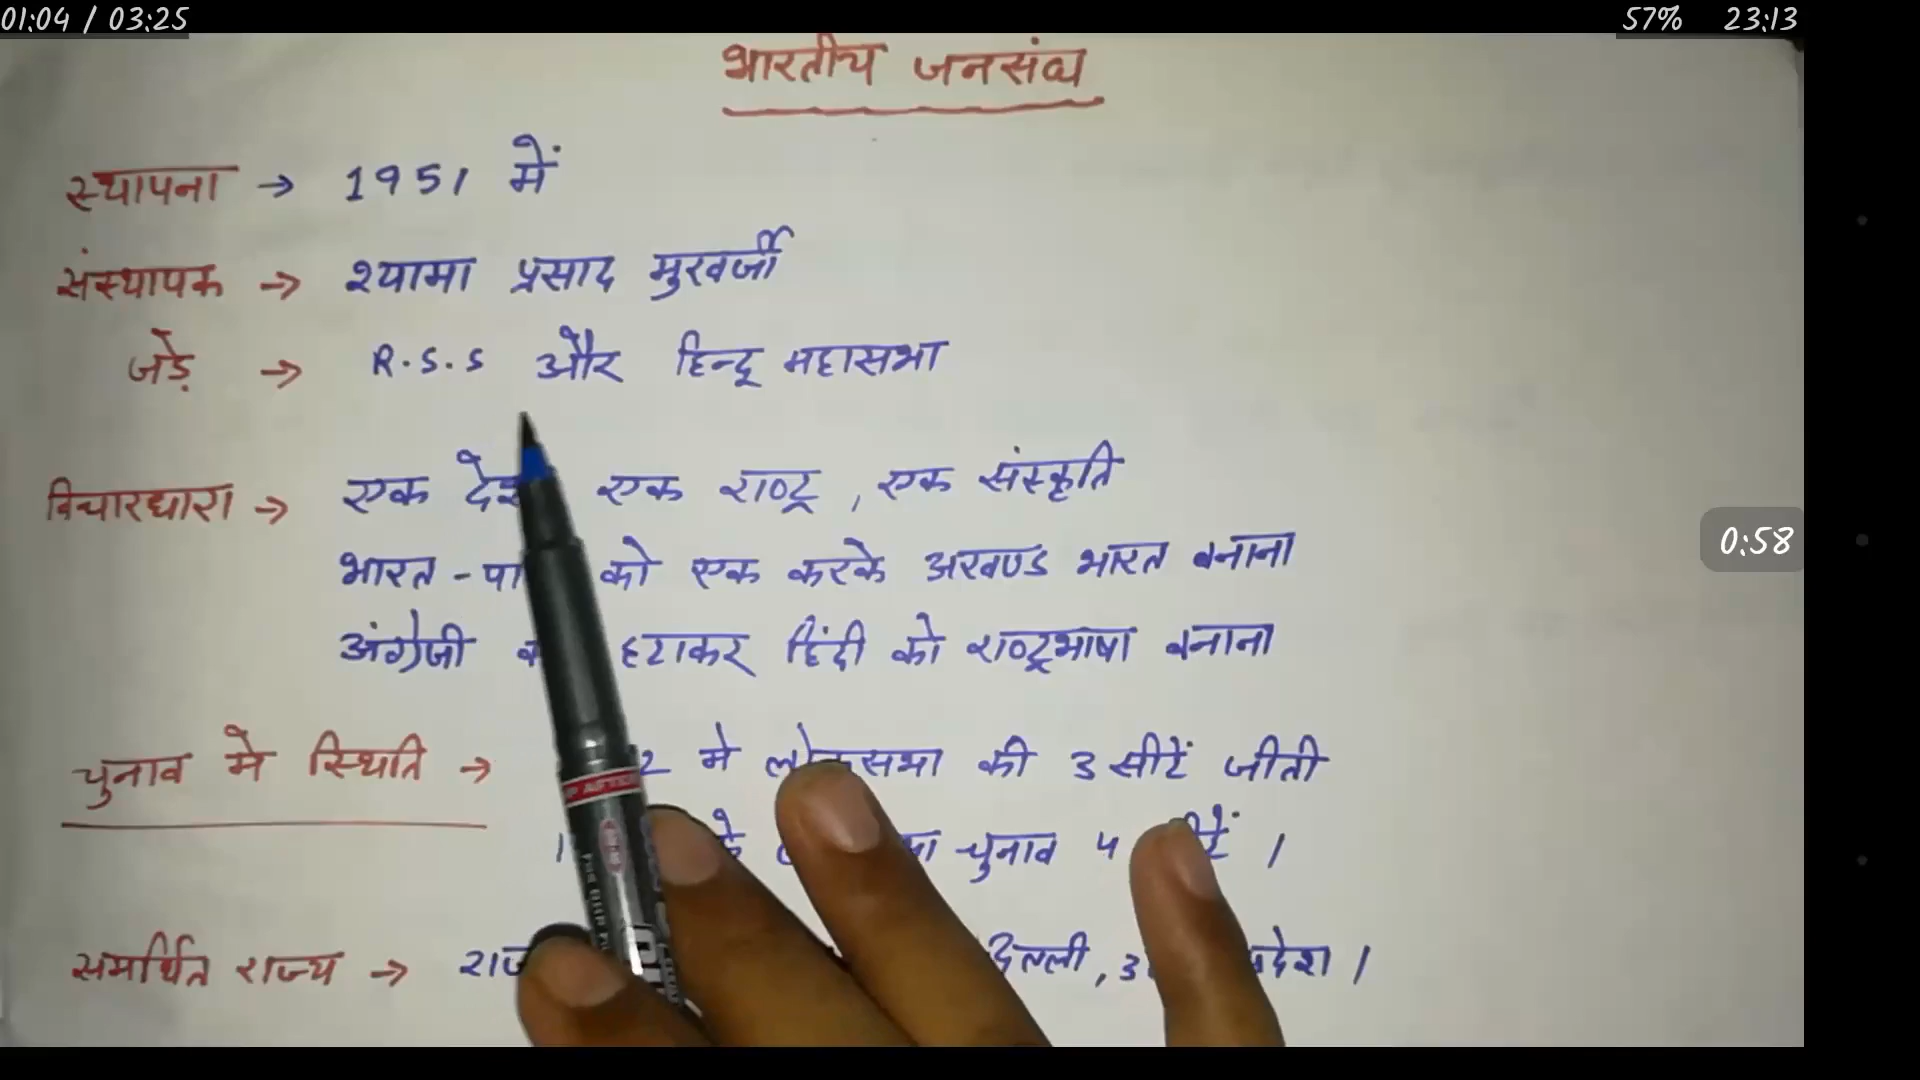 01:04 / 03:25
57% 23:13
भारतीय जनसंघ
स्थापना → 1951 में
संस्थापक → श्यामा प्रसाद मुखर्जी
जड़े → R.S.S और हिन्दू महासभा
विचारधारा → एक देश एक राष्ट्र , एक संस्कृति
भारत - को एक करके अखण्ड भारत बनाना
0:58
अंग्रेजी हटाकर हिंदी को राष्ट्रभाषा बनाना
चुनाव मे स्थिति → 2 मे लोकसभा की 3 सीटें जीती
चुनाव 4 ।
समर्थित राज्य → दिल्ली, ।